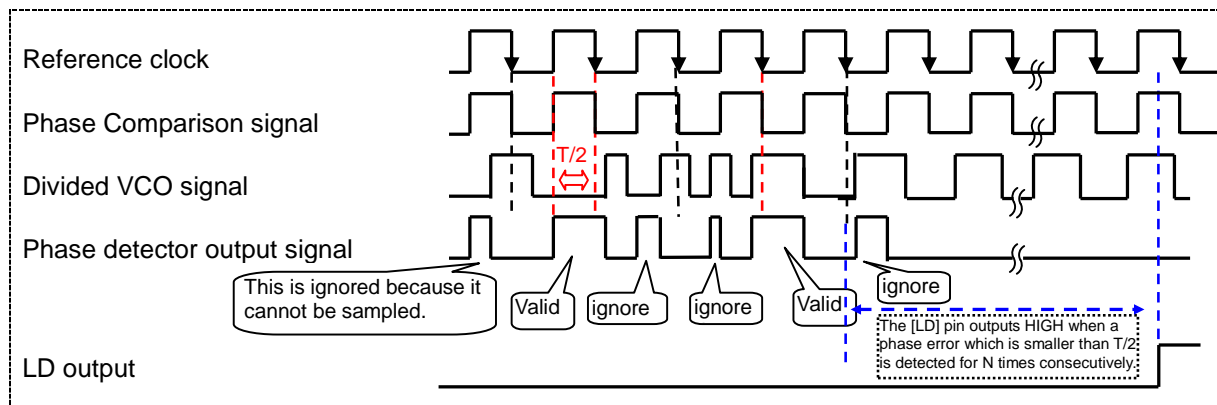 Reference clock
Phase Comparison signal
T/2
Divided VCO signal
Phase detector output signal
This is ignored because it
cannot be sampled.
Valid
ignore
ignore
Valid
ignore
The [LD] pin outputs HIGH when a
phase error which is smaller than T/2
is detected for N times consecutively.
LD output